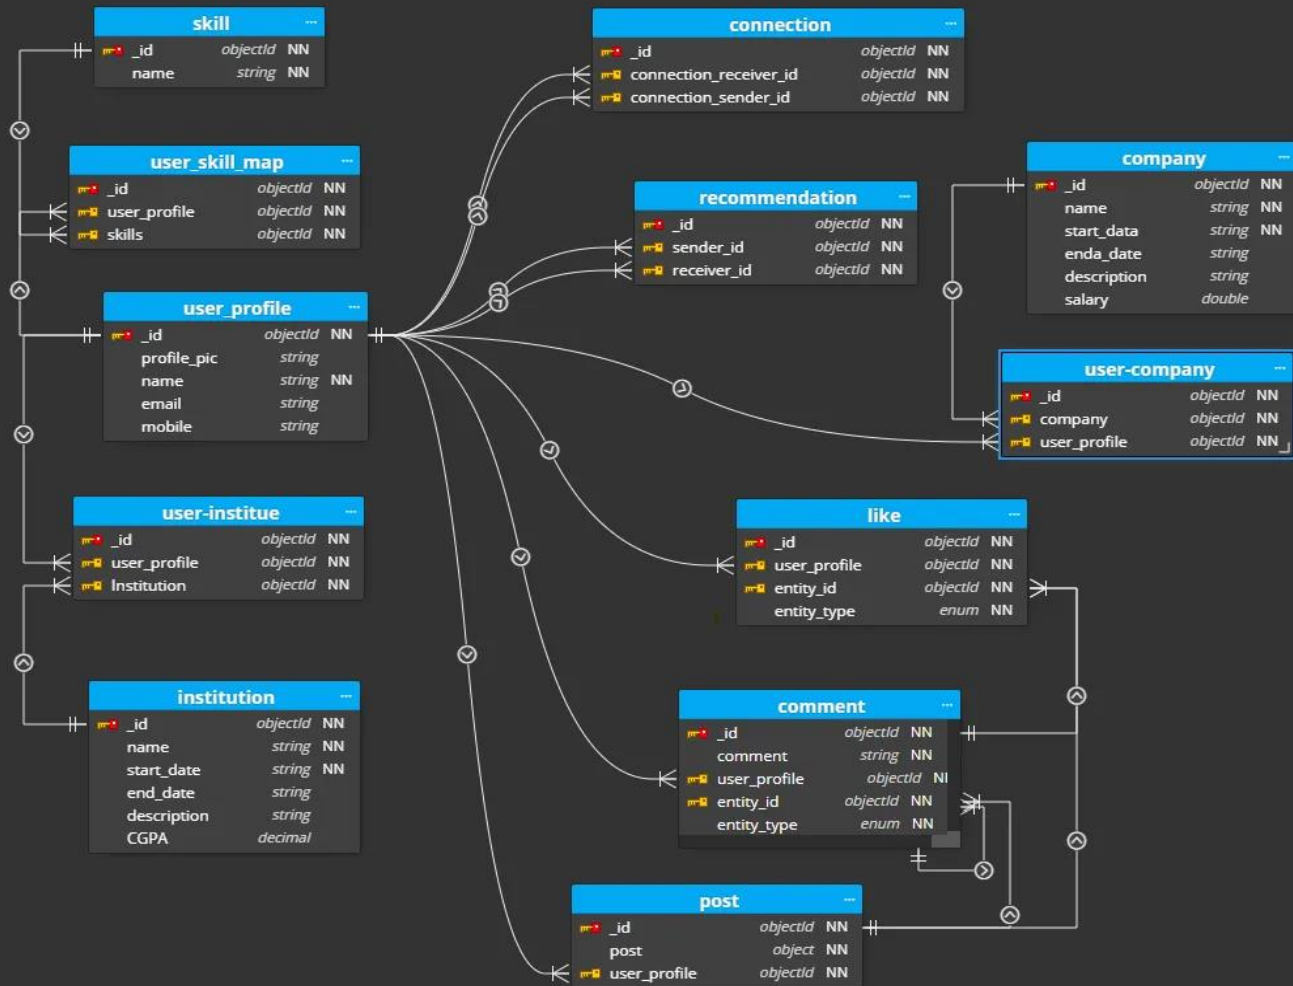 skill ...
_id objectId NN
name string NN
connection ...
_id objectId NN
connection_receiver_id objectId NN
connection_sender_id objectId NN
user_skill_map ...
_id objectId NN
user_profile objectId NN
skills objectId NN
company ...
_id objectId NN
name string NN
start_data string NN
enda_date string
description string
salary double
recommendation ...
_id objectId NN
sender_id objectId NN
receiver_id objectId NN
user_profile ...
_id objectId NN
profile_pic string
name string NN
email string
mobile string
user-company ...
_id objectId NN
company objectId NN
user_profile objectId NN
user-institue ...
_id objectId NN
user_profile objectId NN
Institution objectId NN
like ...
_id objectId NN
user_profile objectId NN
entity_id objectId NN
entity_type enum NN
institution ...
_id objectId NN
name string NN
start_date string NN
end_date string
description string
CGPA decimal
comment ...
_id objectId NN
comment string NN
user_profile objectId
entity_id objectId NN
entity_type enum NN
post ...
_id objectId NN
post object NN
user_profile objectId NN